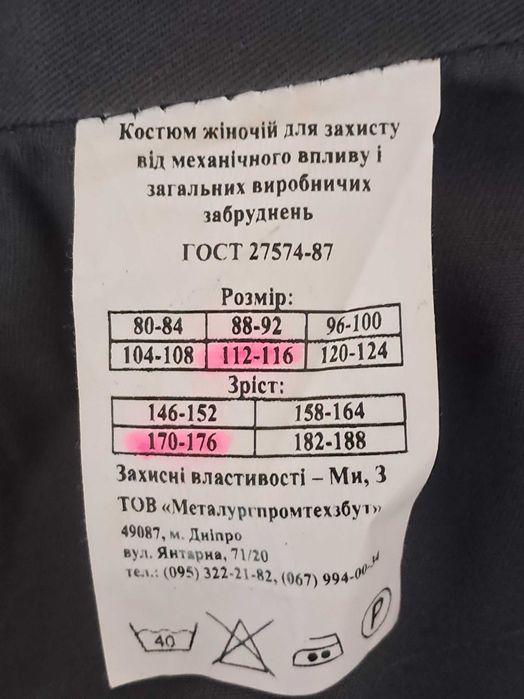 Костюм жіночій для захисту
від механічного впливу і
загальних виробничих
забруднень
ГОСТ 27574-87
Розмір:
80-84 88-92 96-100
104-108 112-116 120-124
Зріст:
146-152 158-164
170-176 182-188
Захисні властивості – Ми, З
ТОВ «Металургпромтехзбут»
49087, м. Дніпро
вул. Янтарна, 71/20
тел.: (095) 322-21-82, (067) 994-00-
40
P